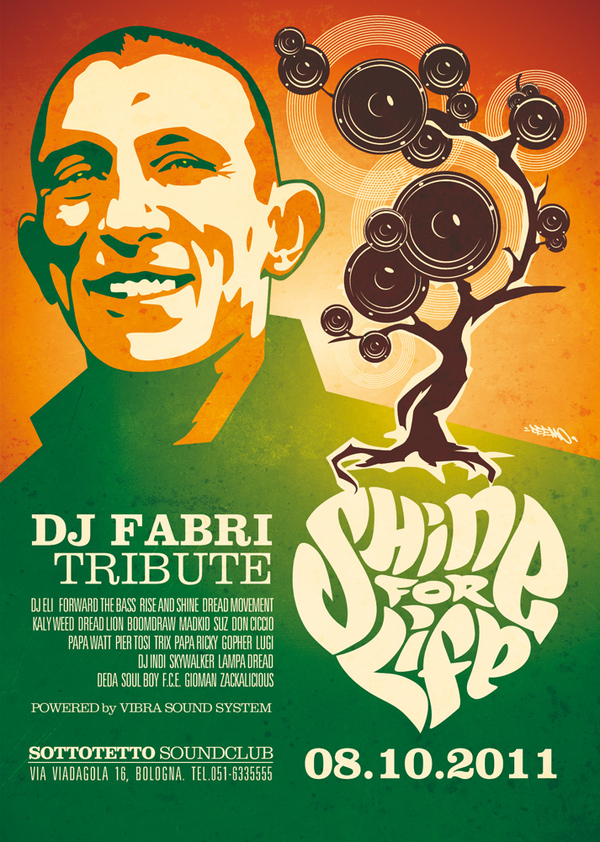 BEEMO
DJ FABRI
TRIBUTE
DJ ELI FORWARD THE BASS RISE AND SHINE DREAD MOVEMENT
KALY WEED DREAD LION BOOMDRAW MADKID SUZ DON CICCIO
PAPA WATT PIER TOSI TRIX PAPA RICKY GOPHER LUGI
DJ INDI SKYWALKER LAMPA DREAD
DEDA SOUL BOY F.C.E. GIOMAN ZACKALICIOUS
POWERED by VIBRA SOUND SYSTEM
SOTTOTETTO SOUNDCLUB
VIA VIADAGOLA 16, BOLOGNA. TEL.051-6335555
SHiNe
FOR
LiFe
08.10.2011